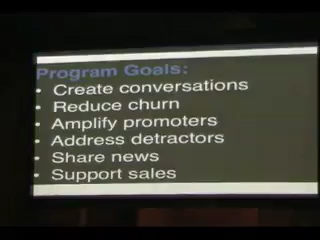 Program Goals:
• Create conversations
• Reduce churn
• Amplify promoters
• Address detractors
• Share news
• Support sales